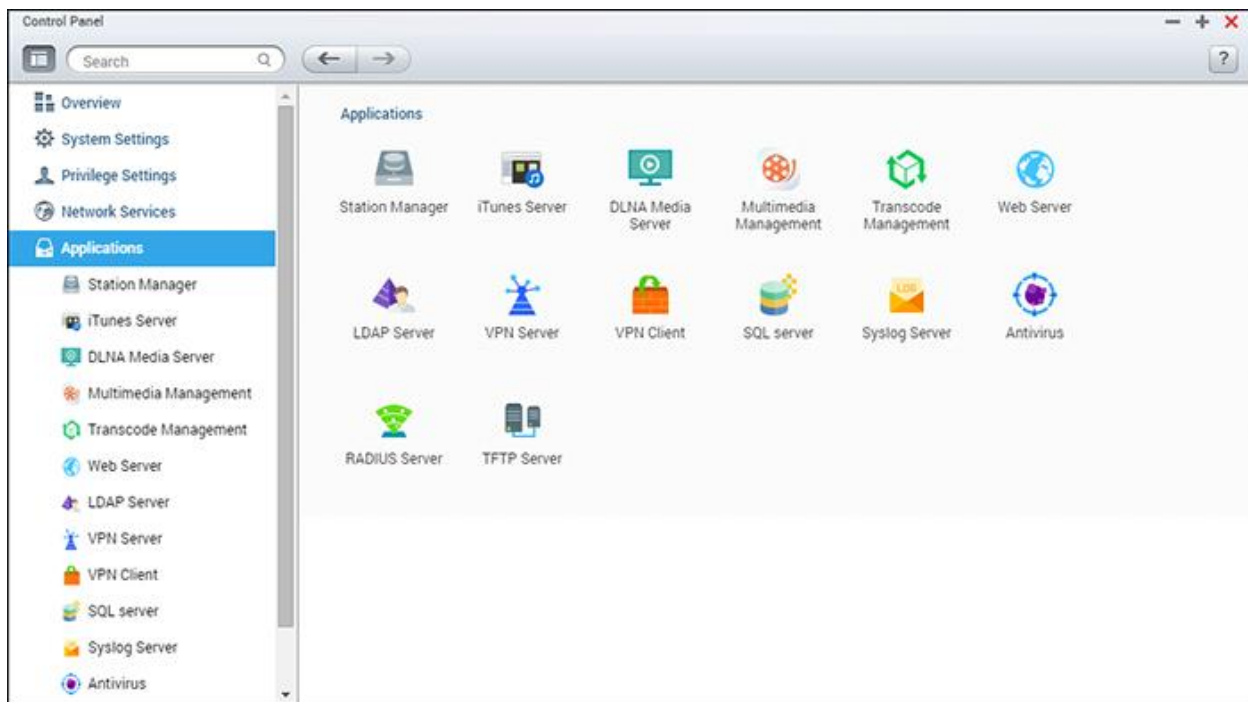 Control Panel
Search
?
Overview
System Settings
Privilege Settings
Network Services
Applications
Station Manager
iTunes Server
DLNA Media Server
Multimedia Management
Transcode Management
Web Server
LDAP Server
VPN Server
VPN Client
SQL server
Syslog Server
Antivirus
Applications
Station Manager
iTunes Server
DLNA Media
Server
Multimedia
Management
Transcode
Management
Web Server
LDAP Server
VPN Server
VPN Client
SQL server
LOG
Syslog Server
Antivirus
RADIUS Server
TFTP Server